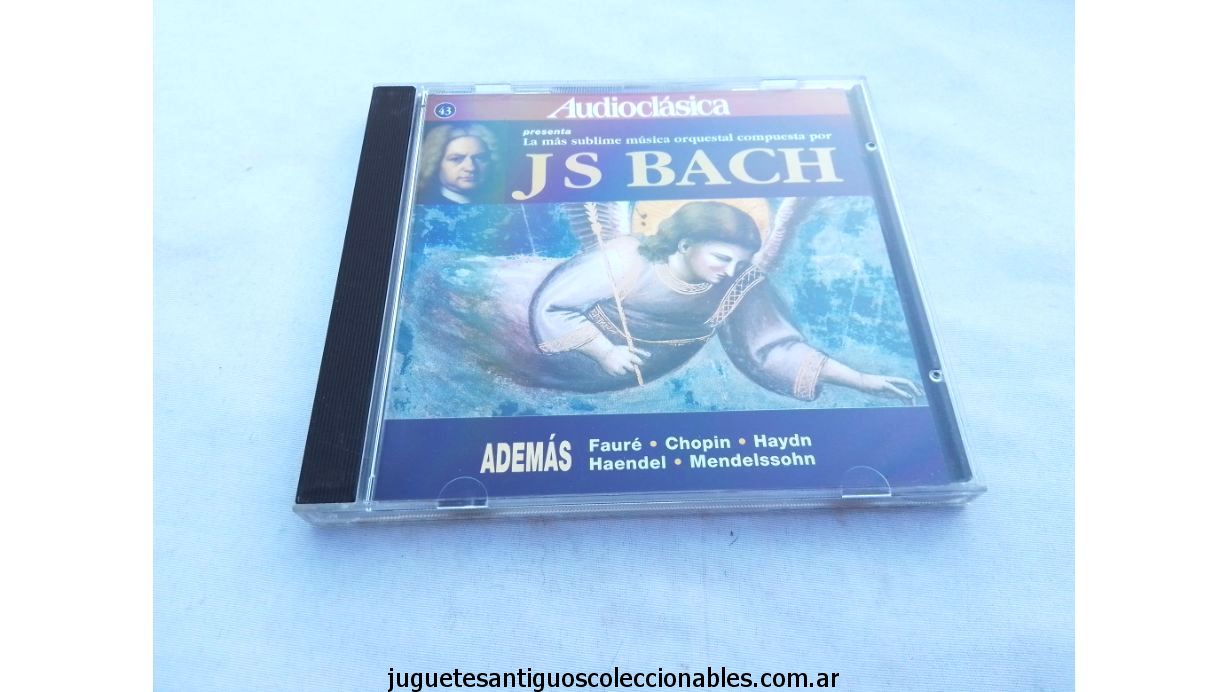 43
Audioclásica
presenta
La más sublime música orquestal compuesta por
J S BACH
ADEMÁS
Fauré • Chopin • Haydn
Haendel • Mendelssohn
juguetesantiguoscoleccionables.com.ar